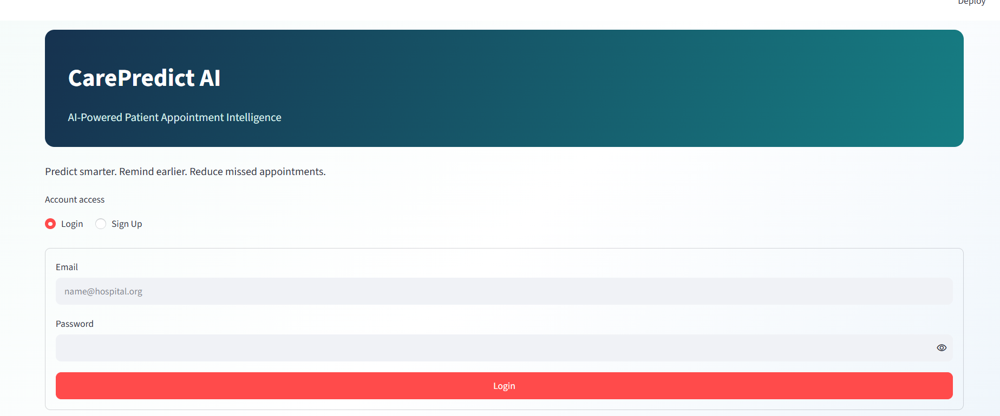 Deploy
CarePredict AI
AI-Powered Patient Appointment Intelligence
Predict smarter. Remind earlier. Reduce missed appointments.
Account access
Login Sign Up
Email
name@hospital.org
Password
Login